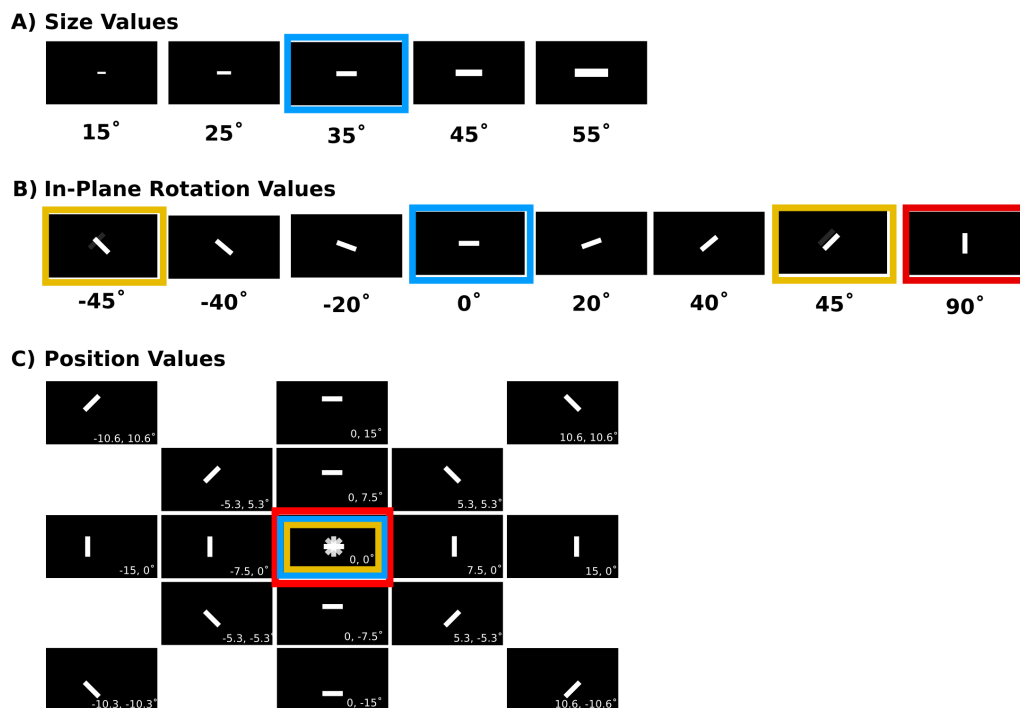 A) Size Values
15˚ 25˚ 35˚ 45˚ 55˚
B) In-Plane Rotation Values
-45˚ -40˚ -20˚ 0˚ 20˚ 40˚ 45˚ 90˚
C) Position Values
-10.6, 10.6˚ 0, 15˚ 10.6, 10.6˚
-5.3, 5.3˚ 0, 7.5˚ 5.3, 5.3˚
-15, 0˚ -7.5, 0˚ 0, 0˚ 7.5, 0˚ 15, 0˚
-5.3, -5.3˚ 0, -7.5˚ 5.3, -5.3˚
-10.3, -10.3˚ 0, -15˚ 10.6, -10.6˚